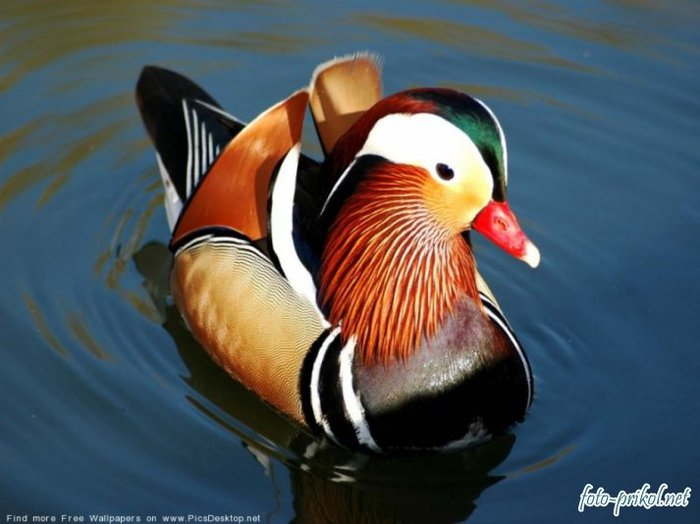 Find more Free Wallpapers on www.PicsDesktop.net
foto-prikol.net